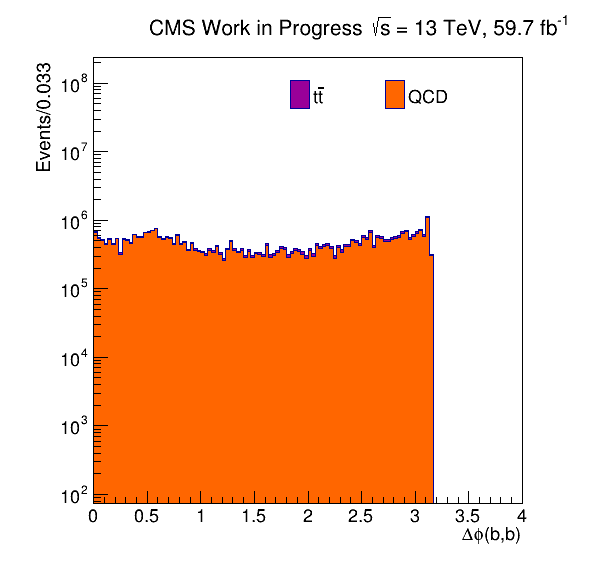 CMS Work in Progress √s = 13 TeV, 59.7 fb⁻¹
Events/0.033
tt̄ QCD
10⁸
10⁷
10⁶
10⁵
10⁴
10³
10²
0 0.5 1 1.5 2 2.5 3 3.5 4
Δϕ(b,b)